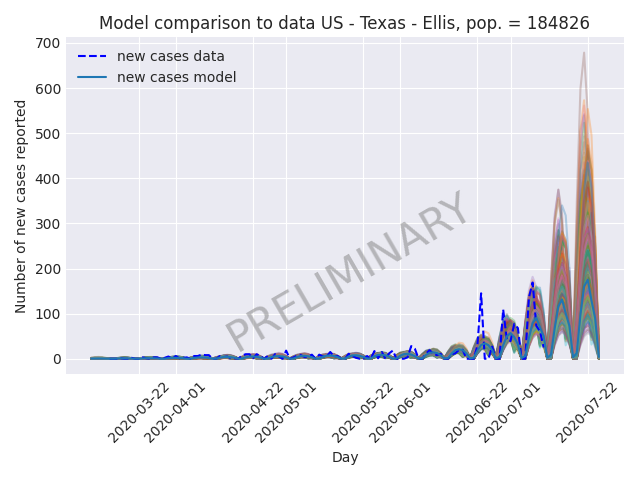 Model comparison to data US - Texas - Ellis, pop. = 184826
new cases data
new cases model
Number of new cases reported
700
600
500
400
300
200
100
0
PRELIMINARY
2020-03-22
2020-04-01
2020-04-22
2020-05-01
2020-05-22
2020-06-01
2020-06-22
2020-07-01
2020-07-22
Day